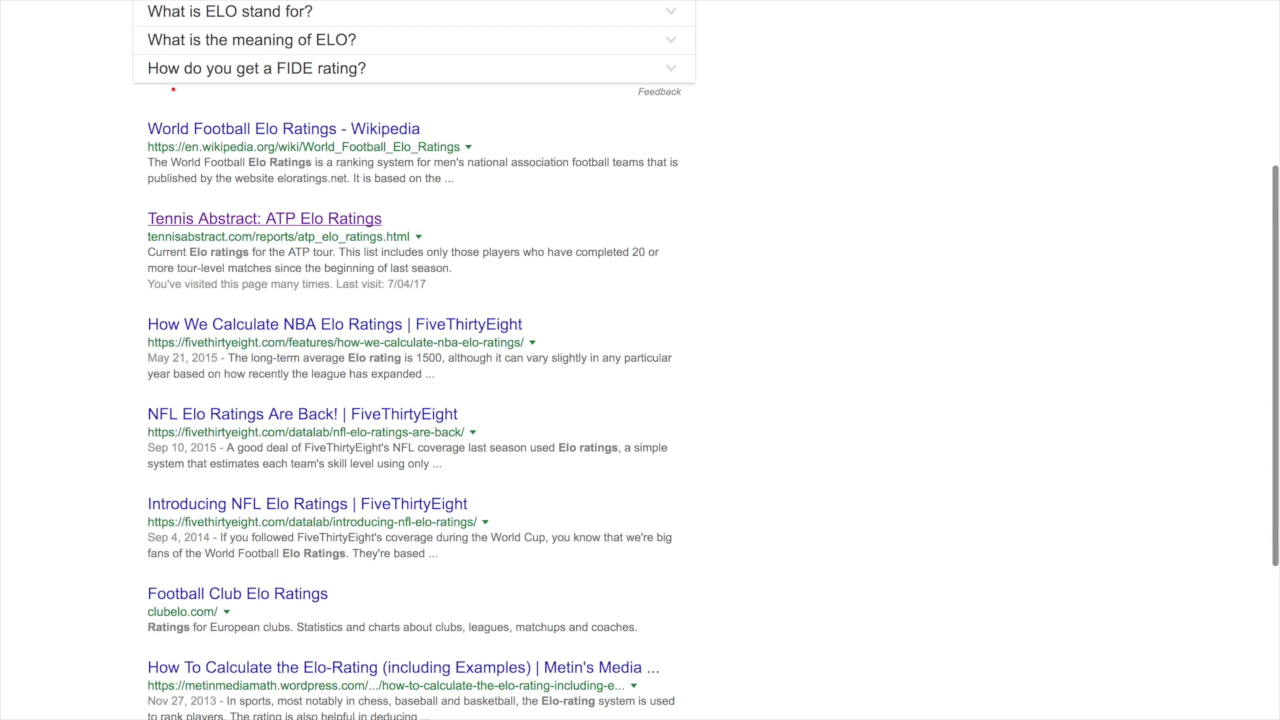 What is ELO stand for?
What is the meaning of ELO?
How do you get a FIDE rating?
Feedback
World Football Elo Ratings - Wikipedia
https://en.wikipedia.org/wiki/World_Football_Elo_Ratings
The World Football Elo Ratings is a ranking system for men's national association football teams that is
published by the website eloratings.net. It is based on the ...
Tennis Abstract: ATP Elo Ratings
tennisabstract.com/reports/atp_elo_ratings.html
Current Elo ratings for the ATP tour. This list includes only those players who have completed 20 or
more tour-level matches since the beginning of last season.
You've visited this page many times. Last visit: 7/04/17
How We Calculate NBA Elo Ratings | FiveThirtyEight
https://fivethirtyeight.com/features/how-we-calculate-nba-elo-ratings/
May 21, 2015 - The long-term average Elo rating is 1500, although it can vary slightly in any particular
year based on how recently the league has expanded ...
NFL Elo Ratings Are Back! | FiveThirtyEight
https://fivethirtyeight.com/datalab/nfl-elo-ratings-are-back/
Sep 10, 2015 - A good deal of FiveThirtyEight's NFL coverage last season used Elo ratings, a simple
system that estimates each team's skill level using only ...
Introducing NFL Elo Ratings | FiveThirtyEight
https://fivethirtyeight.com/datalab/introducing-nfl-elo-ratings/
Sep 4, 2014 - If you followed FiveThirtyEight's coverage during the World Cup, you know that we're big
fans of the World Football Elo Ratings. They're based ...
Football Club Elo Ratings
clubelo.com/
Ratings for European clubs. Statistics and charts about clubs, leagues, matchups and coaches.
How To Calculate the Elo-Rating (including Examples) | Metin's Media ...
https://metinmediamath.wordpress.com/.../how-to-calculate-the-elo-rating-including-e...
Nov 27, 2013 - In sports, most notably in chess, baseball and basketball, the Elo-rating system is used
to rank players. The rating is also helpful in deducing ...